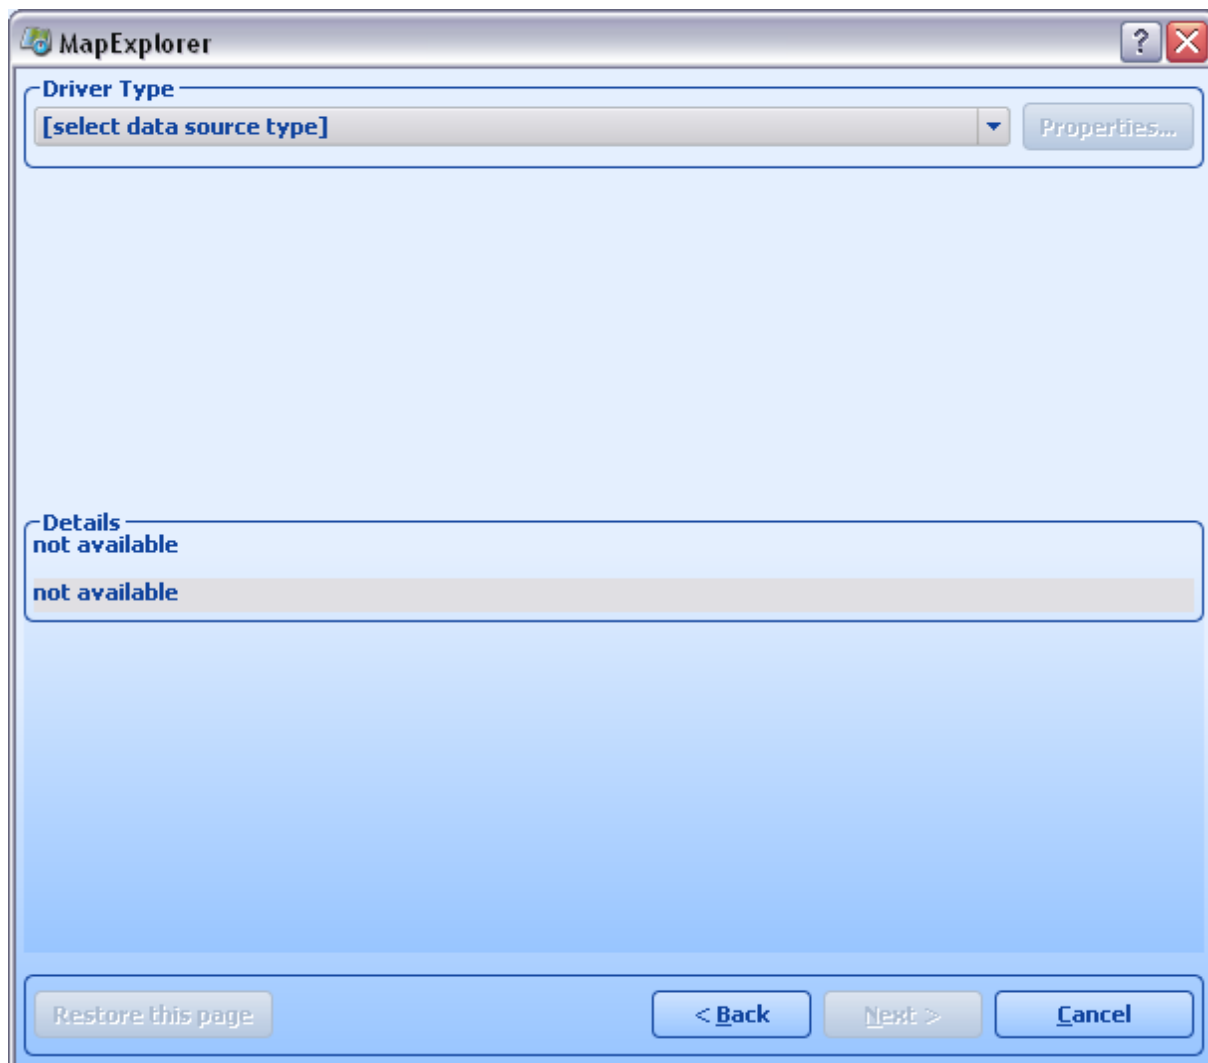 MapExplorer
?
Driver Type
[select data source type]
Properties...
Details
not available
not available
Restore this page
< Back
Next >
Cancel